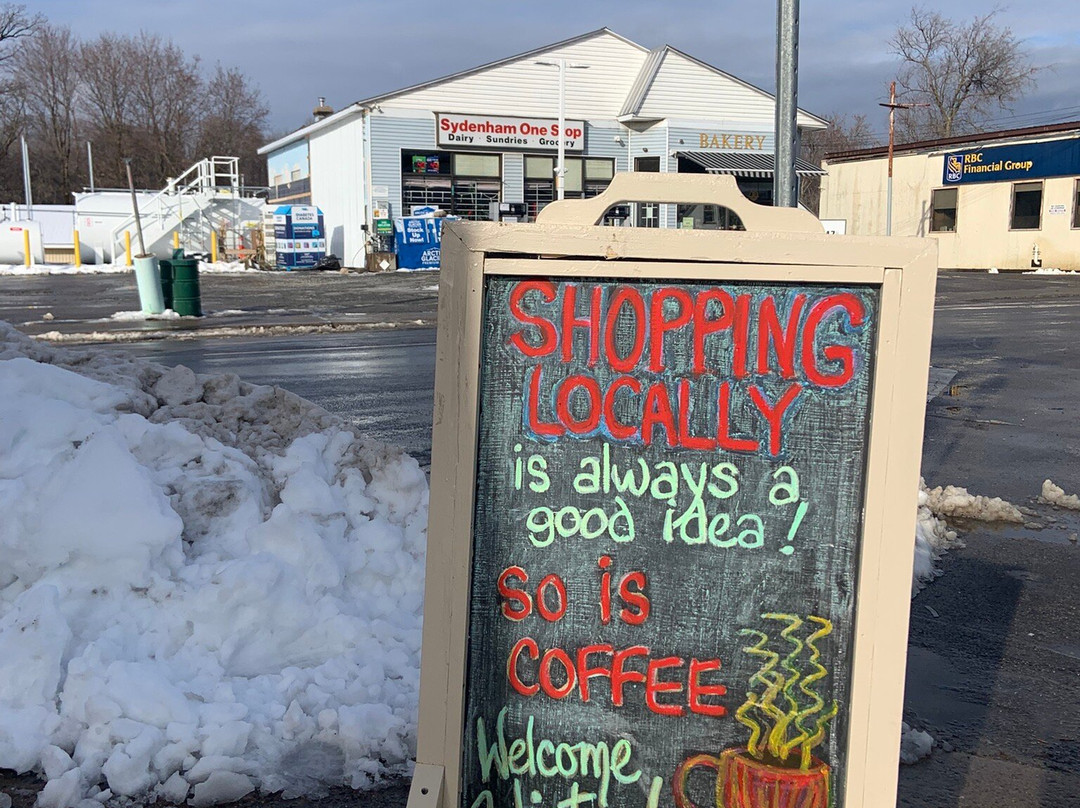 Sydenham One Stop
Dairy Sundries Grocery
BAKERY
RBC
RBC
Financial Group
SHOPPING
LOCALLY
is always a
good idea!
SO is
COFFEE
Welcome